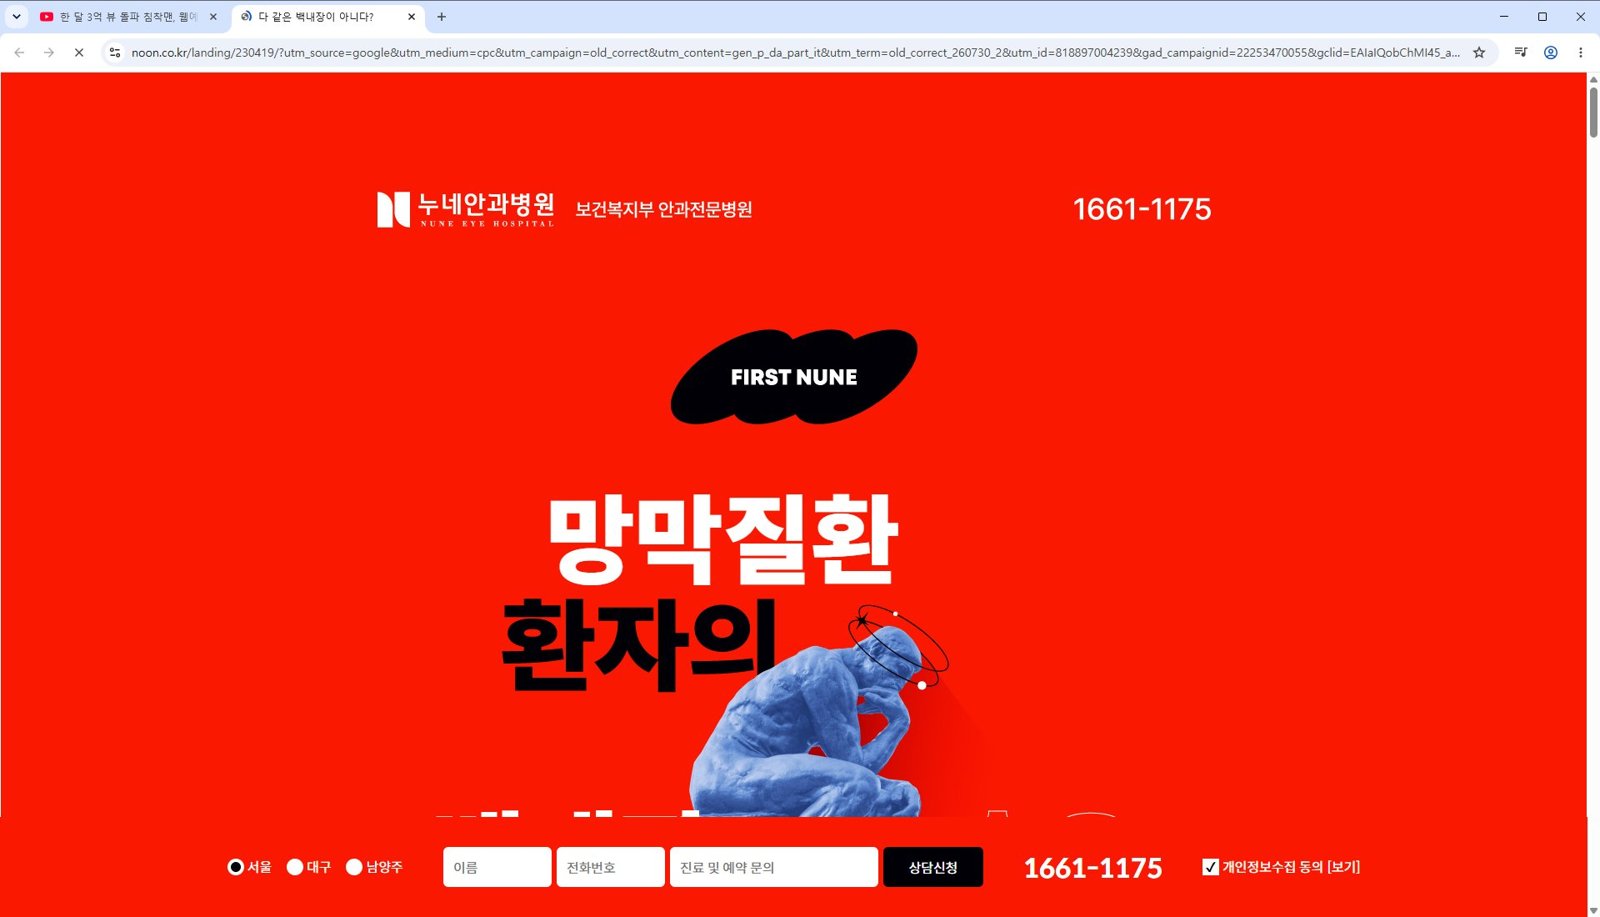 한 달 3억 뷰 돌파 침착맨, 웹예
다 같은 백내장이 아니다?
noon.co.kr/landing/230419/?utm_source=google&utm_medium=cpc&utm_campaign=old_correct&utm_content=gen_p_da_part_it&utm_term=old_correct_260730_2&utm_id=818897004239&gad_campaignid=22253470055&gclid=EAIaIQobChMI45_a...
누네안과병원
NUNE EYE HOSPITAL
보건복지부 안과전문병원
1661-1175
FIRST NUNE
망막질환
환자의
서울 대구 남양주
이름
전화번호
진료 및 예약 문의
상담신청
1661-1175
개인정보수집 동의 [보기]